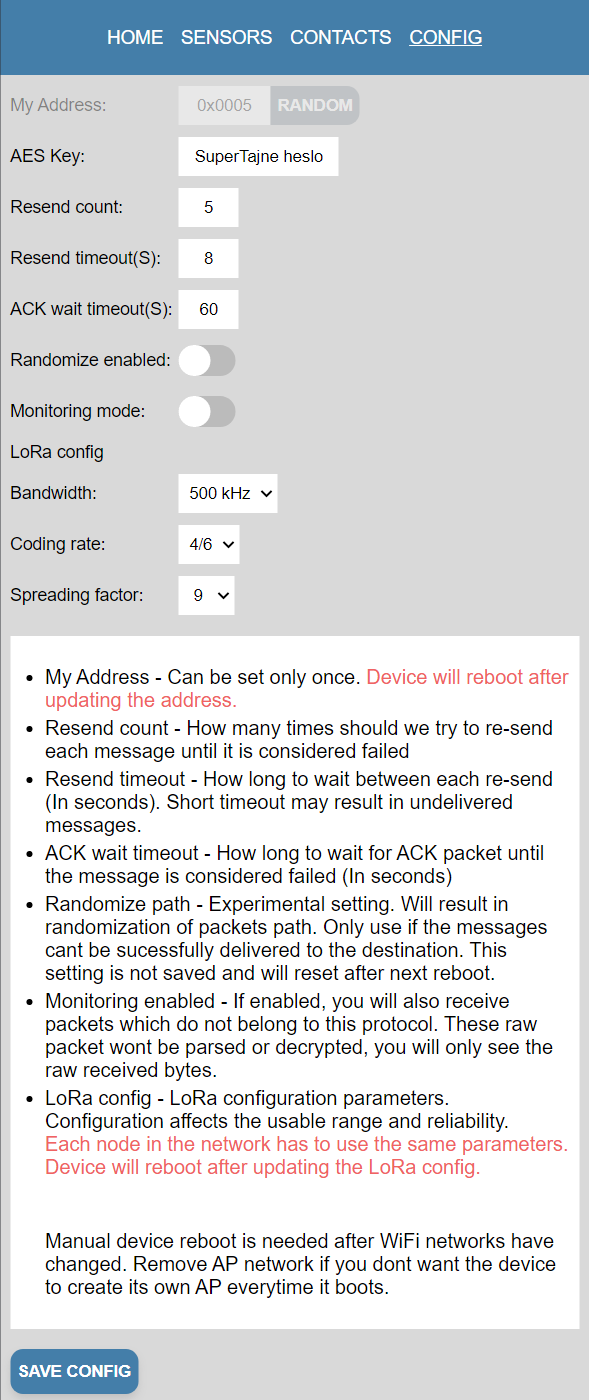 HOME SENSORS CONTACTS CONFIG
My Address: 0x0005 RANDOM
AES Key: SuperTajne heslo
Resend count: 5
Resend timeout(S): 8
ACK wait timeout(S): 60
Randomize enabled:
Monitoring mode:
LoRa config
Bandwidth: 500 kHz
Coding rate: 4/6
Spreading factor: 9
• My Address - Can be set only once. Device will reboot after
updating the address.
• Resend count - How many times should we try to re-send
each message until it is considered failed
• Resend timeout - How long to wait between each re-send
(In seconds). Short timeout may result in undelivered
messages.
• ACK wait timeout - How long to wait for ACK packet until
the message is considered failed (In seconds)
• Randomize path - Experimental setting. Will result in
randomization of packets path. Only use if the messages
cant be sucessfully delivered to the destination. This
setting is not saved and will reset after next reboot.
• Monitoring enabled - If enabled, you will also receive
packets which do not belong to this protocol. These raw
packet wont be parsed or decrypted, you will only see the
raw received bytes.
• LoRa config - LoRa configuration parameters.
Configuration affects the usable range and reliability.
Each node in the network has to use the same parameters.
Device will reboot after updating the LoRa config.
Manual device reboot is needed after WiFi networks have
changed. Remove AP network if you dont want the device
to create its own AP everytime it boots.
SAVE CONFIG